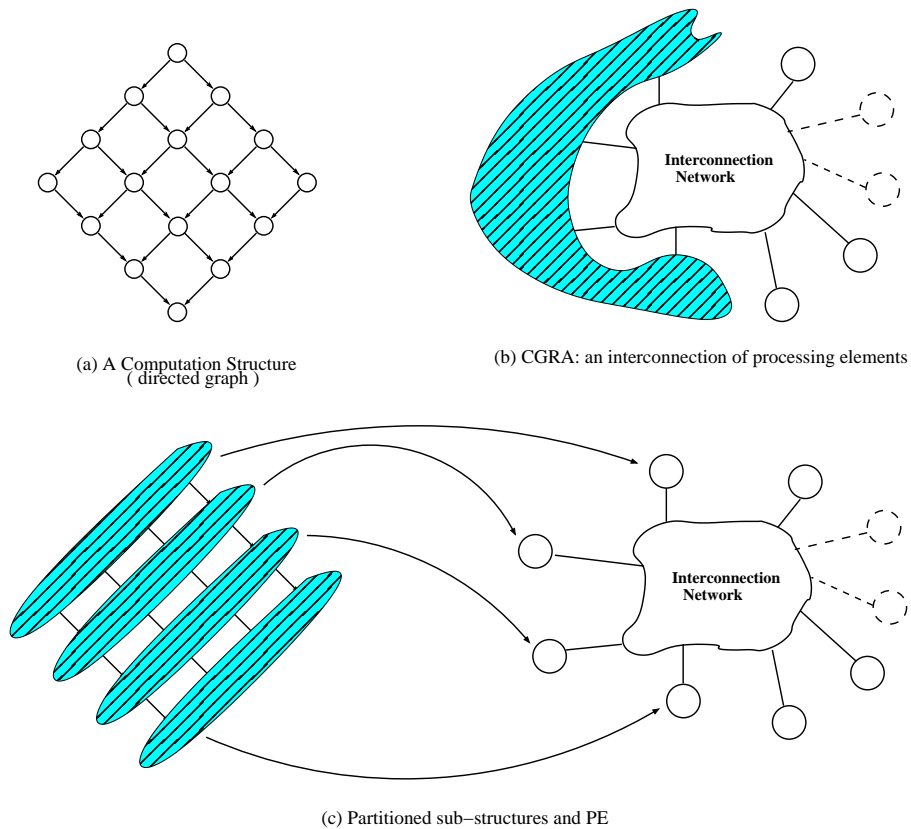 Interconnection
Network
(a) A Computation Structure
( directed graph )
(b) CGRA: an interconnection of processing elements
Interconnection
Network
(c) Partitioned sub−structures and PE